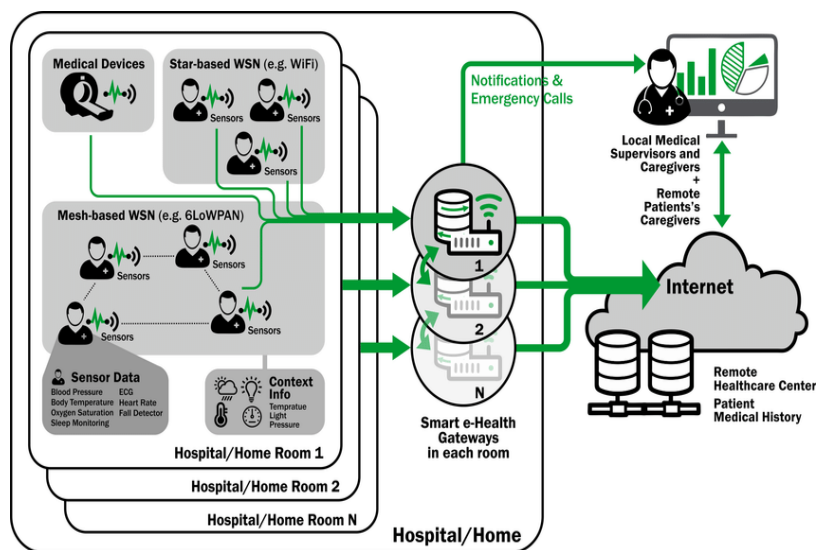 Medical Devices
Star-based WSN (e.g. WiFi)
Sensors
Sensors
Sensors
Mesh-based WSN (e.g. 6LoWPAN)
Sensors
Sensors
Sensors
Sensors
Sensor Data
Blood Pressure
ECG
Body Temperature
Heart Rate
Oxygen Saturation
Fall Detector
Sleep Monitoring
Context
Info
Tempratue
Light
Pressure
Hospital/Home Room 1
Hospital/Home Room 2
Hospital/Home Room N
Hospital/Home
1
2
N
Smart e-Health
Gateways
in each room
Notifications &
Emergency Calls
Local Medical
Supervisors and
Caregivers
+
Remote
Patients's
Caregivers
Internet
Remote
Healthcare Center
Patient
Medical History